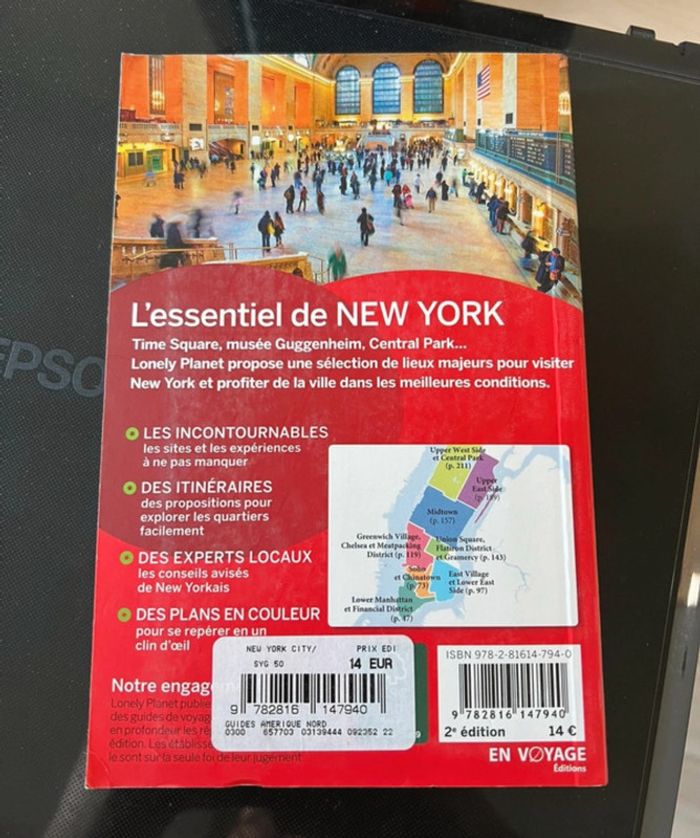 L'essentiel de NEW YORK
Time Square, musée Guggenheim, Central Park...
Lonely Planet propose une sélection de lieux majeurs pour visiter
New York et profiter de la ville dans les meilleures conditions.
EPSO
LES INCONTOURNABLES
les sites et les expériences
à ne pas manquer
DES ITINÉRAIRES
des propositions pour
explorer les quartiers
facilement
DES EXPERTS LOCAUX
les conseils avisés
de New Yorkais
DES PLANS EN COULEUR
pour se repérer en un
clin d'œil
Upper West Side
et Central Park
(p. 211)
Upper
East Side
Midtown
(p. 157)
Greenwich Village,
Chelsea et Meatpacking
District (p. 119)
Union Square,
Flatiron District
et Gramercy (p. 143)
Soho
et Chinatown
(p. 73)
East Village
et Lower East
Side (p. 97)
Lower Manhattan
et Financial District
(p. 47)
Notre engagem
Lonely Planet publie
des guides de voyag
en profondeur les ré
édition. Les établisse
le sont sur la seule foi de leur jugement
NEW YORK CITY/ PRIX EDI
SYG 50 14 EUR
9 782816 147940
GUIDES AMERIQUE NORD
0300 657703 03139444 092352 22
9
ISBN 978-2-81614-794-0
9 782816 147940
2e édition 14 €
EN VOYAGE
Éditions